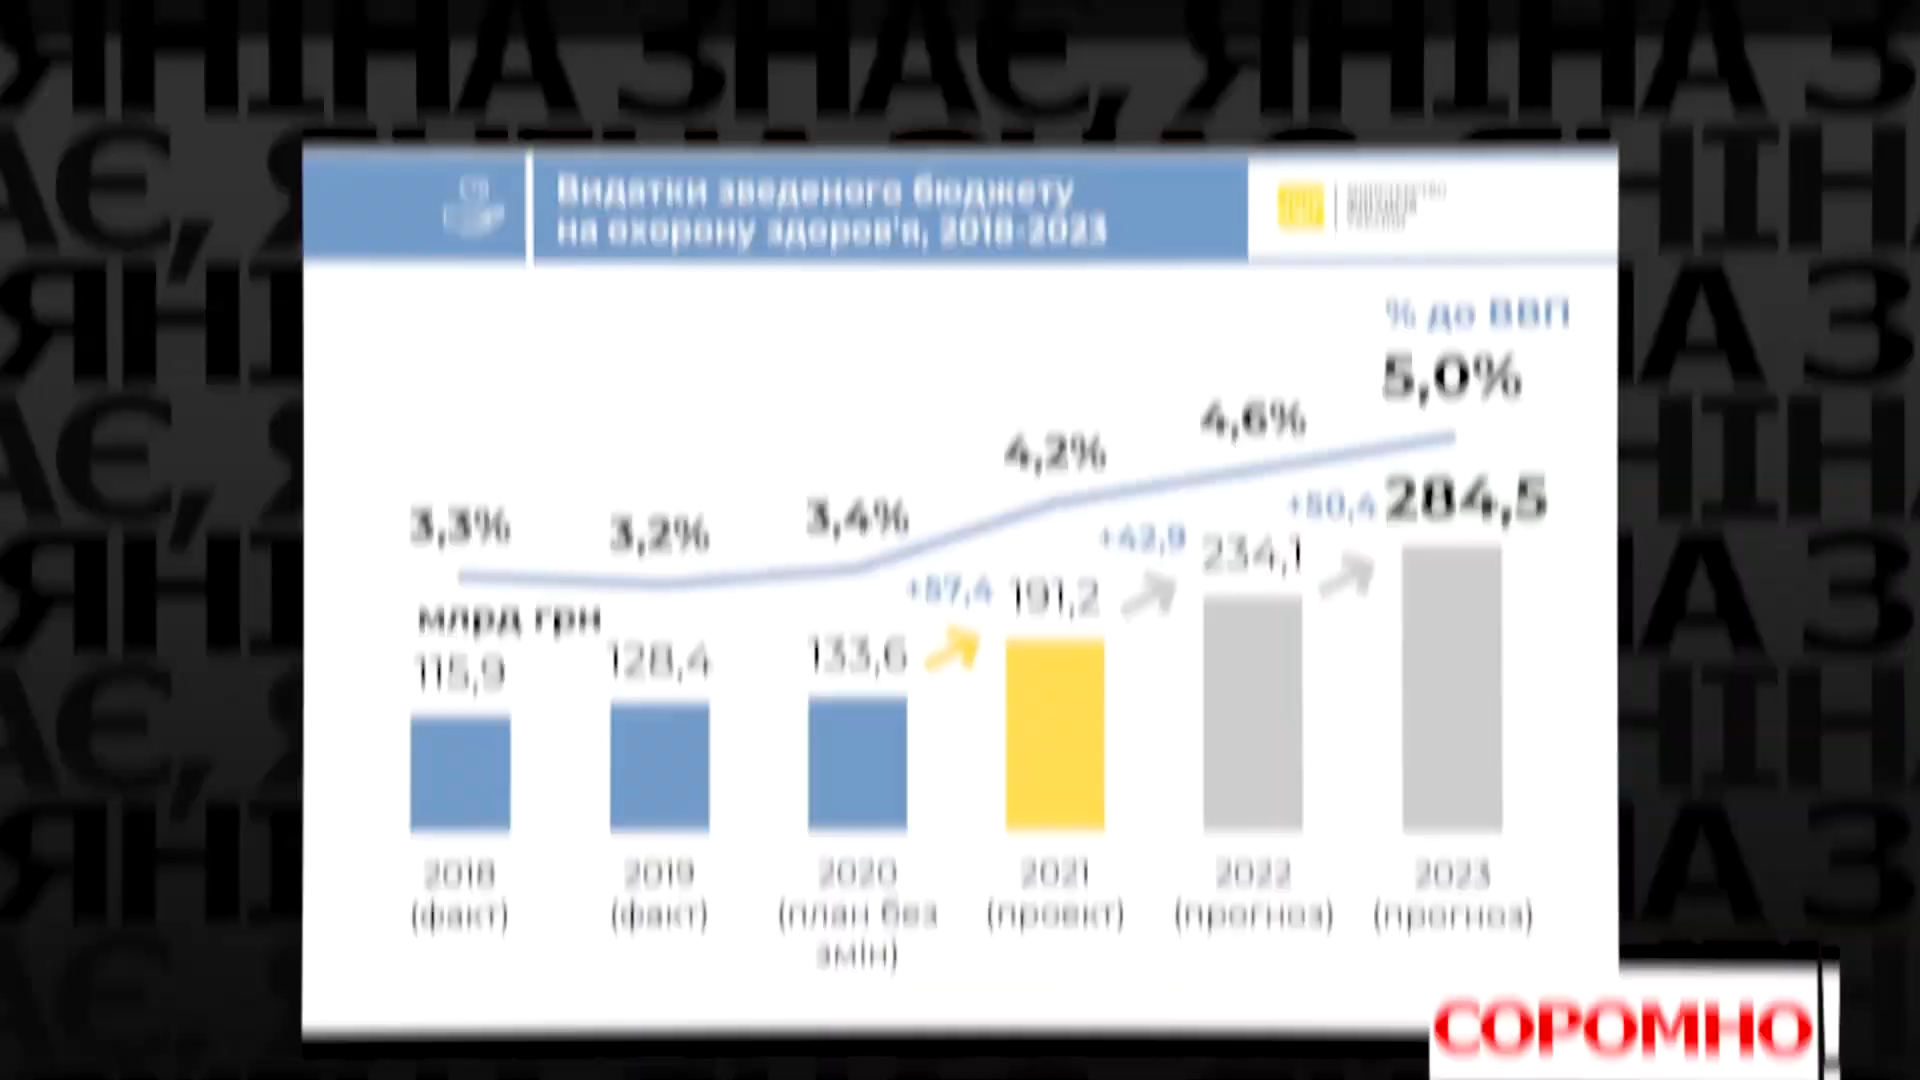 ЯНІНА ЗНАЄ, ЯНІНА З
Видатки зведеного бюджету
на охорону здоров'я, 2018-2023
% до ВВП
5,0%
4,6%
4,2%
3,3%
3,2%
3,4%
+50,4
284,5
+42,9
234,1
+57,4
191,2
млрд грн
115,9
128,4
133,6
2018
(факт)
2019
(факт)
2020
(план без
змін)
2021
(проект)
2022
(прогноз)
2023
(прогноз)
СОРОМНО